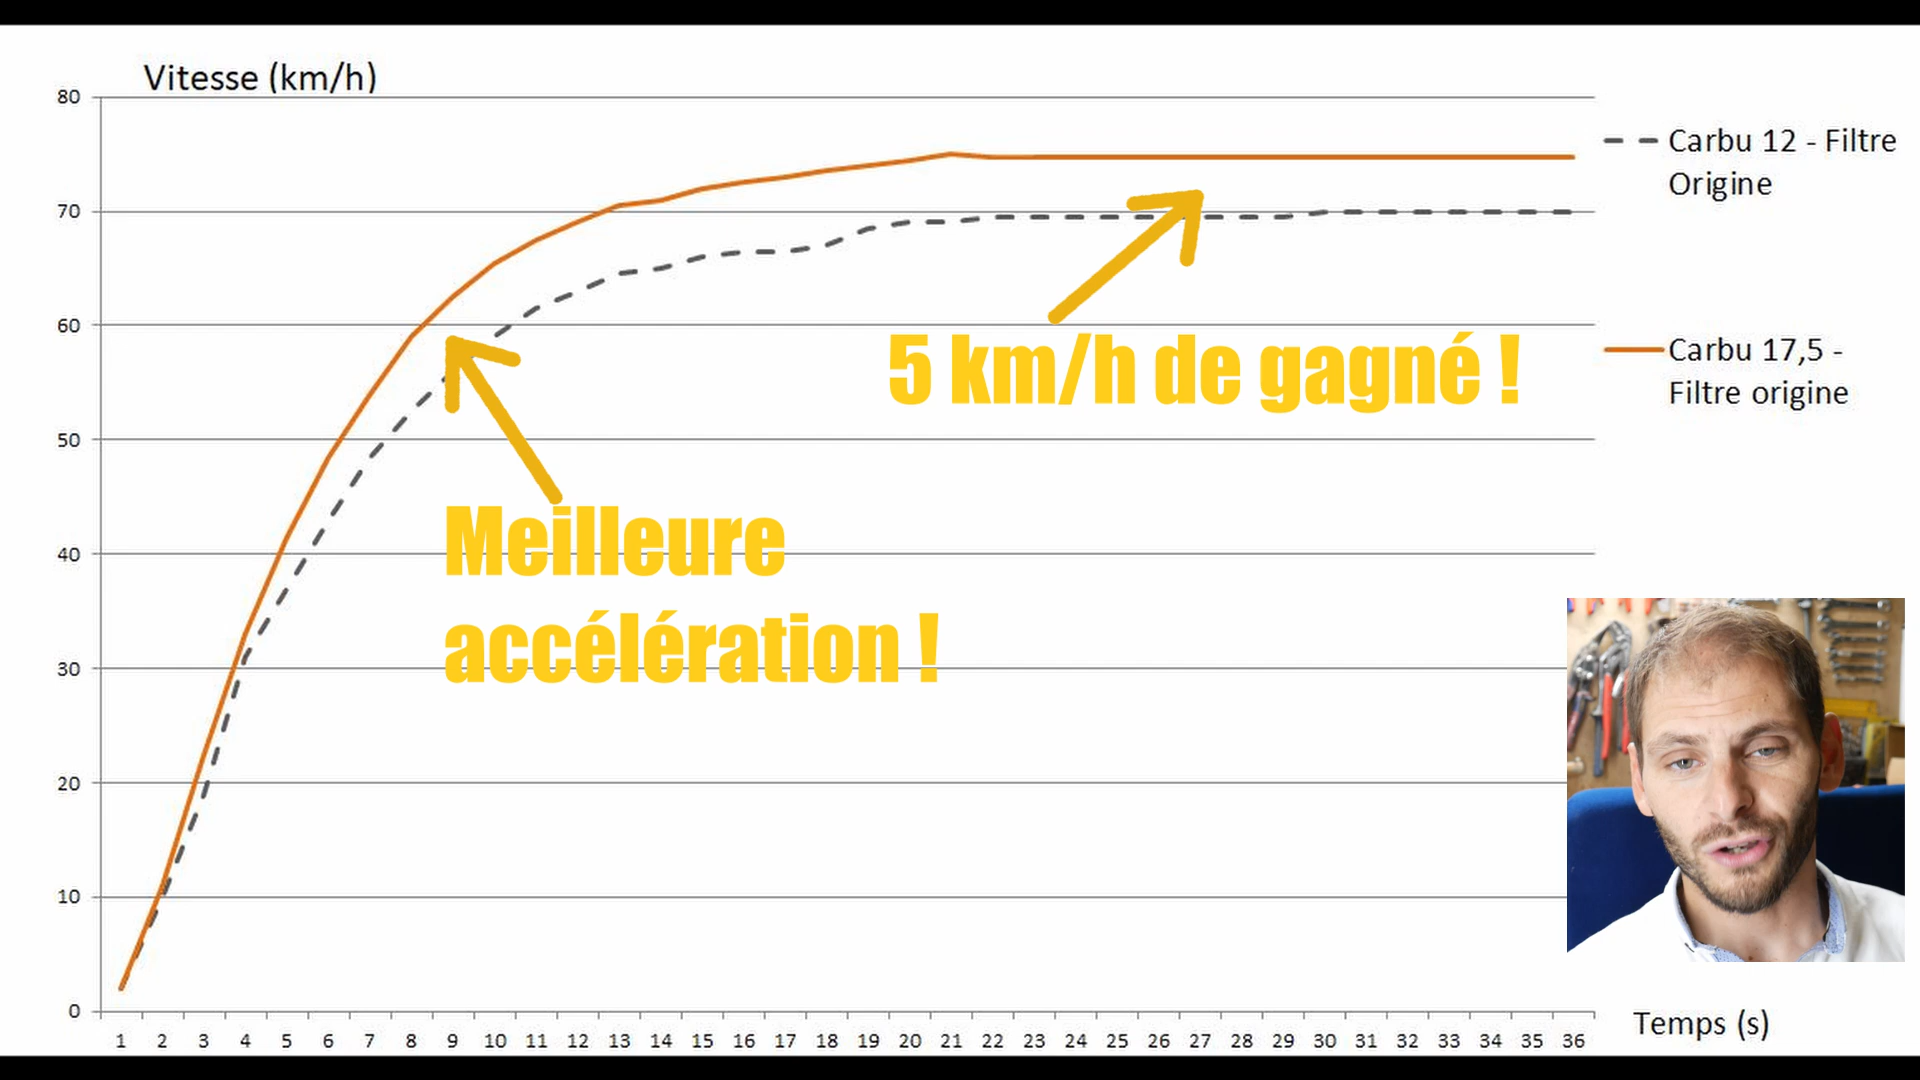 Vitesse (km/h)
80
70
60
50
40
30
20
10
0
1 2 3 4 5 6 7 8 9 10 11 12 13 14 15 16 17 18 19 20 21 22 23 24 25 26 27 28 29 30 31 32 33 34 35 36
Temps (s)
Carbu 12 - Filtre
Origine
Carbu 17,5 -
Filtre origine
5 km/h de gagné !
Meilleure
accélération !